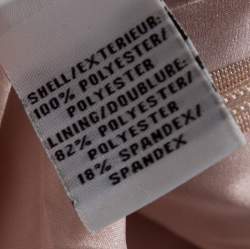 SHELL/EXTERIEUR:
100% POLYESTER/
POLYESTER
LINING/DOUBLURE:
82% POLYESTER/
POLYESTER
18% SPANDEX/
SPANDEX